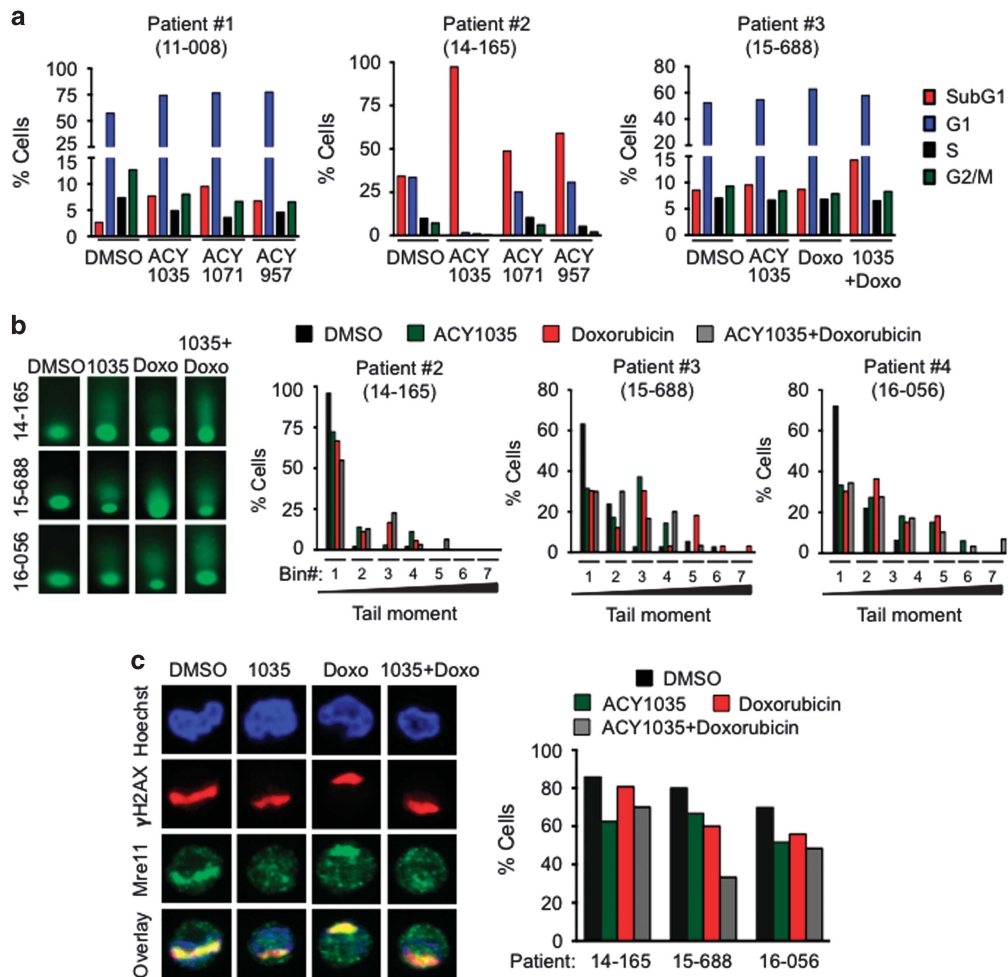 a
Patient #1
(11-008)
Patient #2
(14-165)
Patient #3
(15-688)
% Cells
100
75
50
25
15
10
5
0
DMSO
ACY
1035
ACY
1071
ACY
957
% Cells
100
75
50
25
0
DMSO
ACY
1035
ACY
1071
ACY
957
% Cells
80
60
40
20
15
10
5
0
DMSO
ACY
1035
Doxo
1035
+Doxo
SubG1
G1
S
G2/M
b
DMSO
1035
Doxo
1035+
Doxo
14-165
15-688
16-056
DMSO
ACY1035
Doxorubicin
ACY1035+Doxorubicin
Patient #2
(14-165)
% Cells
100
75
50
25
0
Bin#: 1 2 3 4 5 6 7
Tail moment
Patient #3
(15-688)
% Cells
80
60
40
20
0
1 2 3 4 5 6 7
Tail moment
Patient #4
(16-056)
% Cells
80
60
40
20
0
1 2 3 4 5 6 7
Tail moment
c
DMSO
1035
Doxo
1035+Doxo
Hoechst
γH2AX
Mre11
Overlay
DMSO
ACY1035
Doxorubicin
ACY1035+Doxorubicin
% Cells
100
80
60
40
20
0
Patient: 14-165 15-688 16-056